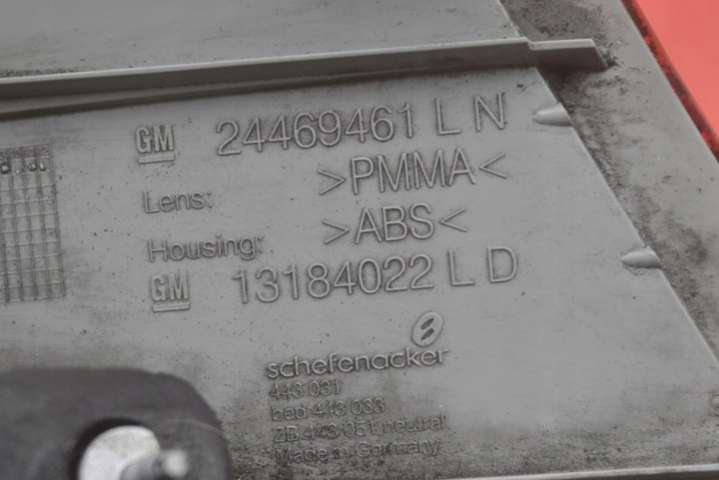 GM 24469461 L N
Lens: >PMMA<
Housing: >ABS<
GM 13184022 L D
schefenacker
443 031
bad 443 033
ZB 443 051 neutral
Made in Germany